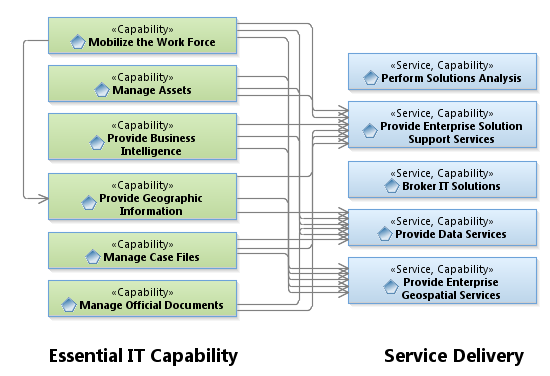 «Capability»
Mobilize the Work Force
«Capability»
Manage Assets
«Capability»
Provide Business
Intelligence
«Capability»
Provide Geographic
Information
«Capability»
Manage Case Files
«Capability»
Manage Official Documents
Essential IT Capability
«Service, Capability»
Perform Solutions Analysis
«Service, Capability»
Provide Enterprise Solution
Support Services
«Service, Capability»
Broker IT Solutions
«Service, Capability»
Provide Data Services
«Service, Capability»
Provide Enterprise
Geospatial Services
Service Delivery